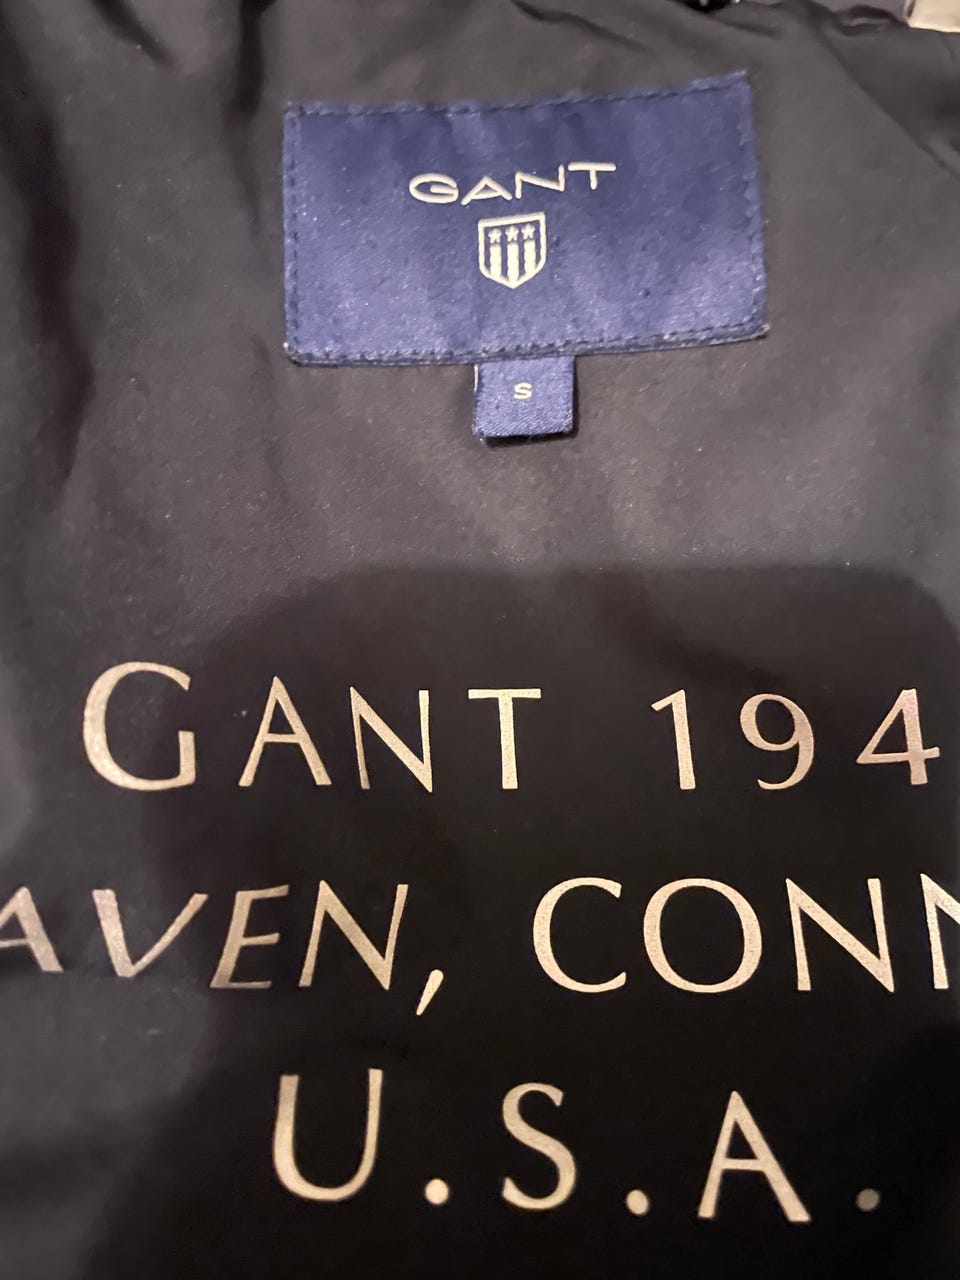 GANT
S
GANT 194
AVEN, CONN
U.S.A.